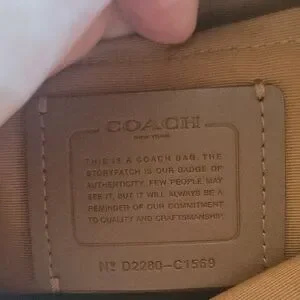 COACH
NEW YORK
THIS IS A COACH BAG. THE
STORYPATCH IS OUR BADGE OF
AUTHENTICITY. FEW PEOPLE MAY
SEE IT, BUT IT WILL ALWAYS BE A
REMINDER OF OUR COMMITMENT
TO QUALITY AND CRAFTSMANSHIP.
Nº D2280-C1569